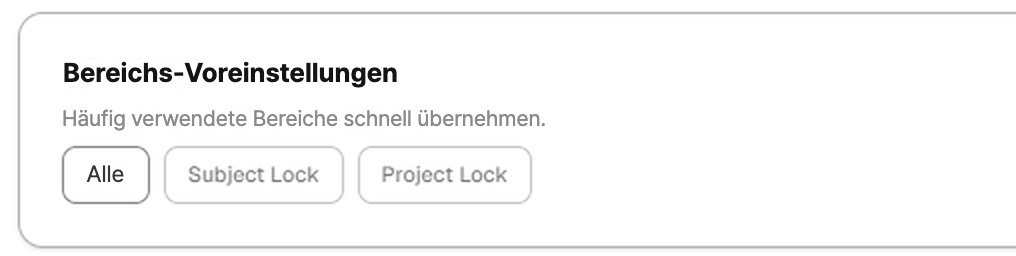 Bereichs-Voreinstellungen
Häufig verwendete Bereiche schnell übernehmen.
Alle Subject Lock Project Lock